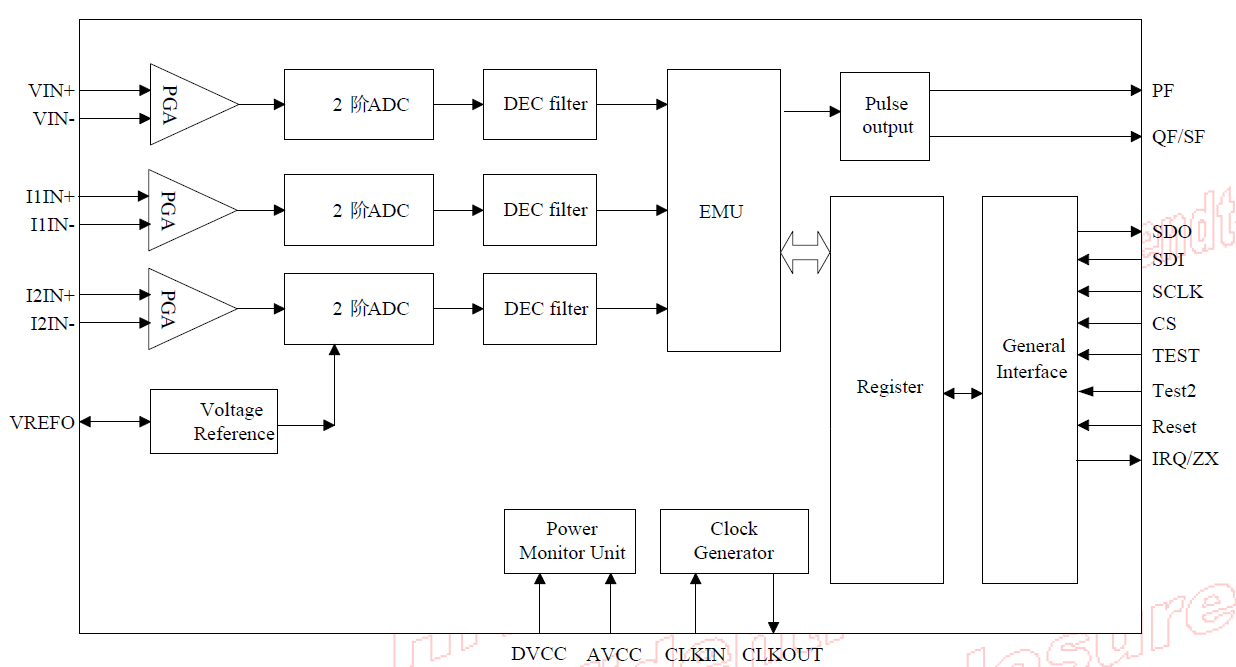 VIN+
VIN-
PGA
2 阶ADC
DEC filter
EMU
Pulse
output
PF
QF/SF
I1IN+
I1IN-
PGA
2 阶ADC
DEC filter
I2IN+
I2IN-
PGA
2 阶ADC
DEC filter
VREFO
Voltage
Reference
Register
General
Interface
SDO
SDI
SCLK
CS
TEST
Test2
Reset
IRQ/ZX
Power
Monitor Unit
Clock
Generator
DVCC
AVCC
CLKIN
CLKOUT